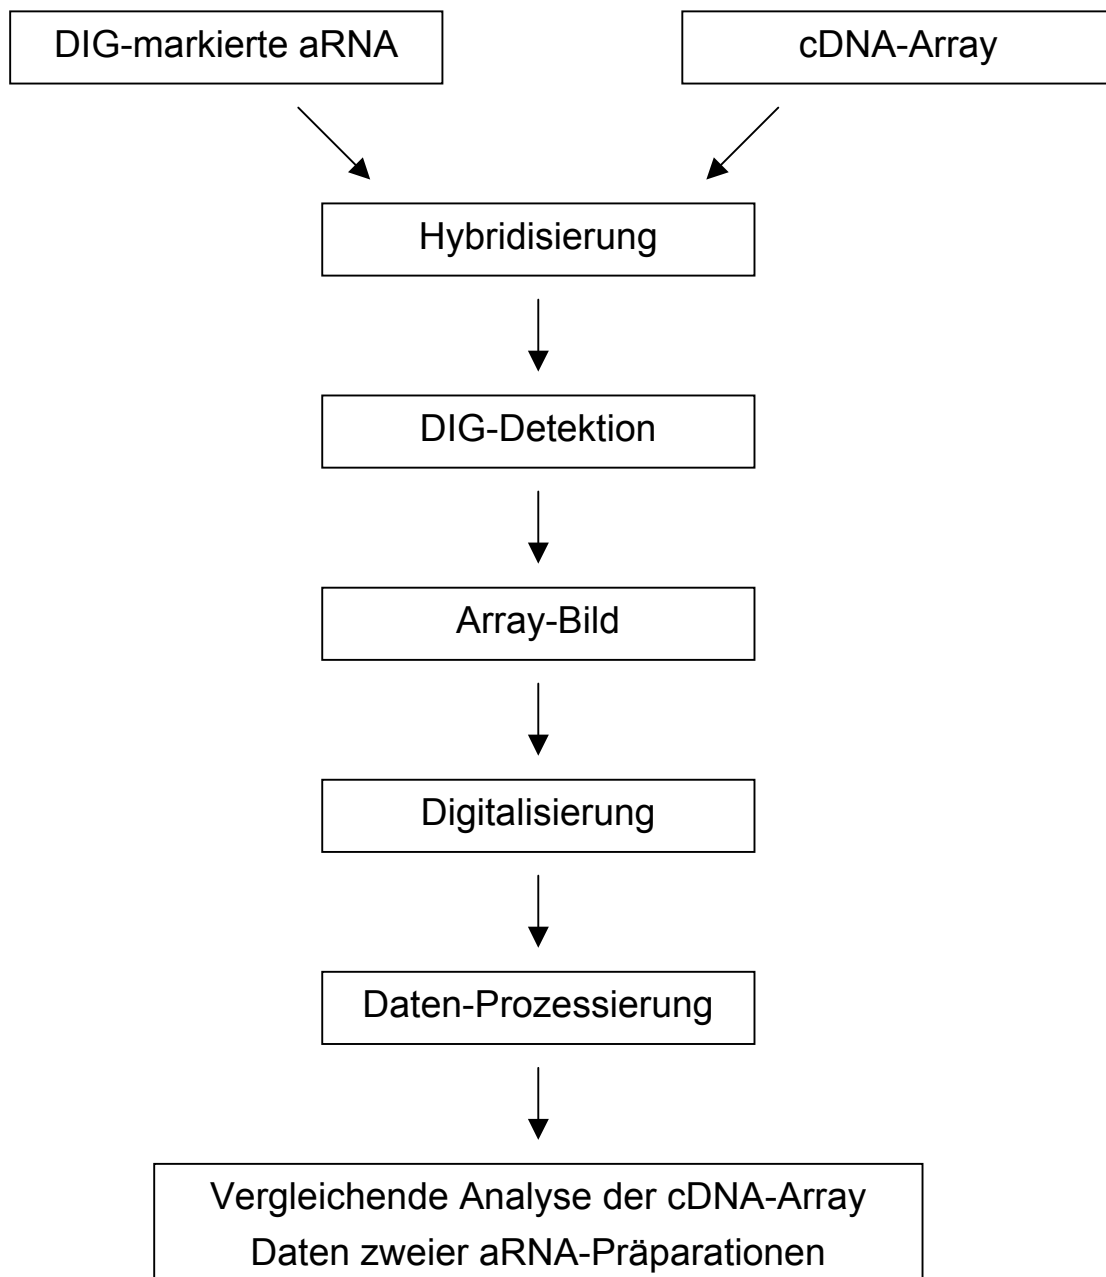 DIG-markierte aRNA
cDNA-Array
Hybridisierung
DIG-Detektion
Array-Bild
Digitalisierung
Daten-Prozessierung
Vergleichende Analyse der cDNA-Array
Daten zweier aRNA-Präparationen